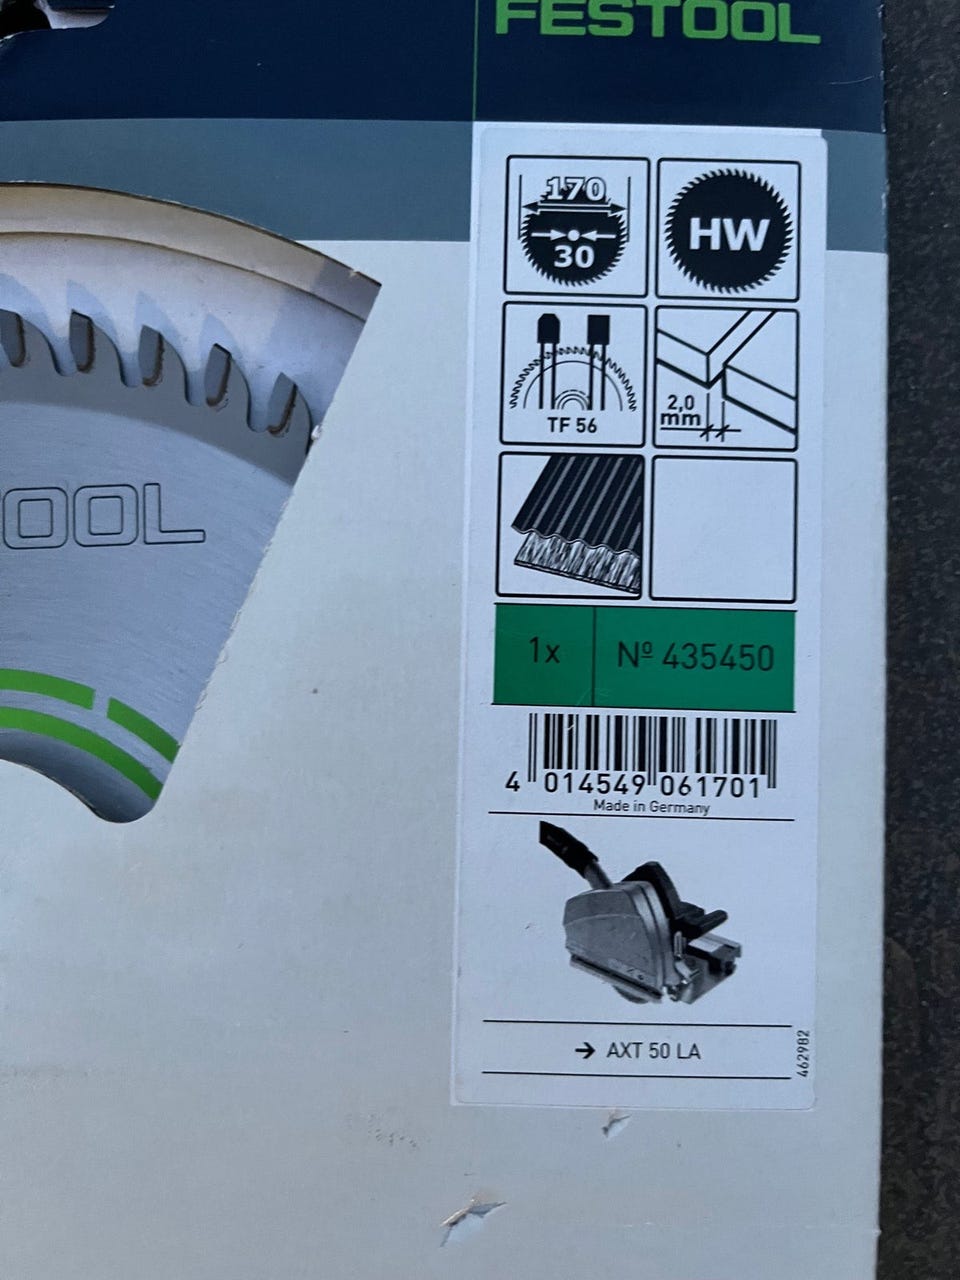 FESTOOL
170
30
HW
TF 56
2,0
mm
OOL
1x
Nº 435450
4 014549 061701
Made in Germany
AXT 50 LA
462982